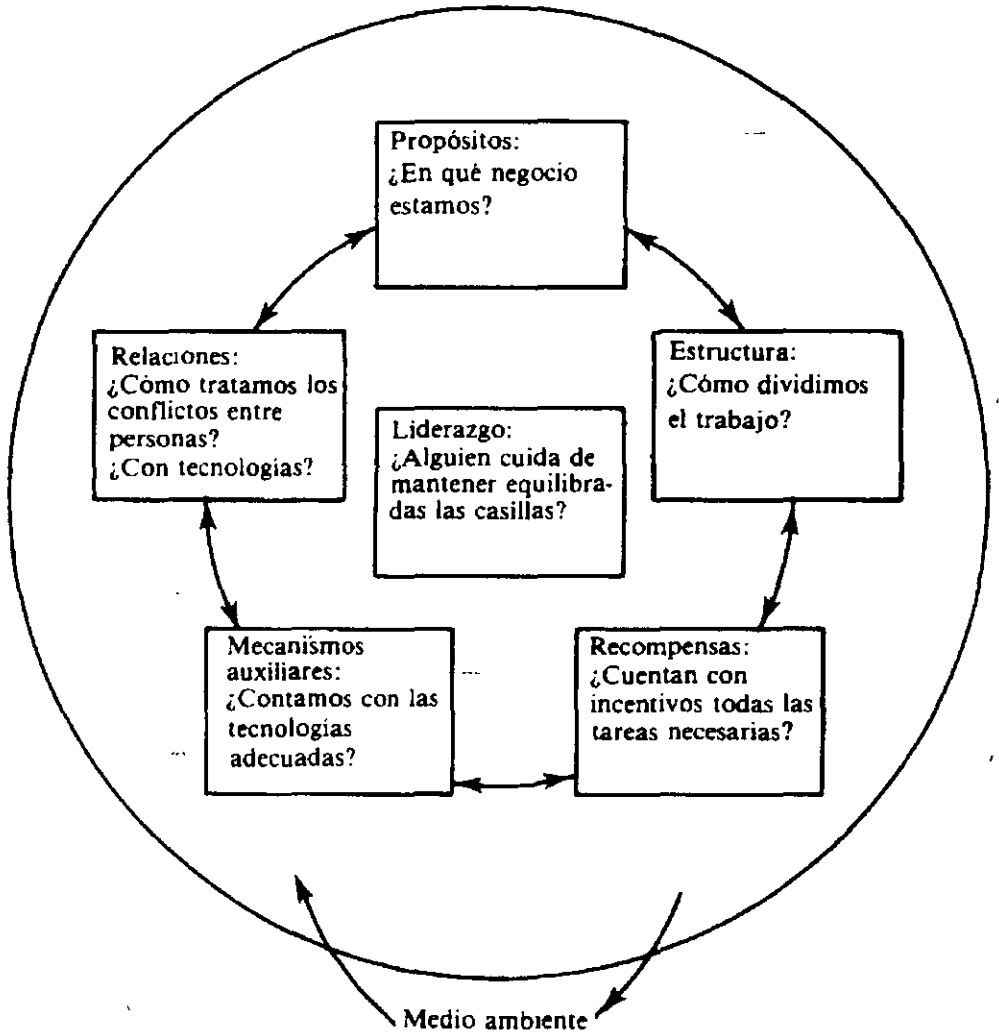 Propósitos:
¿En qué negocio
estamos?
Relaciones:
¿Cómo tratamos los
conflictos entre
personas?
¿Con tecnologías?
Estructura:
¿Cómo dividimos
el trabajo?
Liderazgo:
¿Alguien cuida de
mantener equilibra-
das las casillas?
Mecanismos
auxiliares:
¿Contamos con las
tecnologías
adecuadas?
Recompensas:
¿Cuentan con
incentivos todas las
tareas necesarias?
Medio ambiente